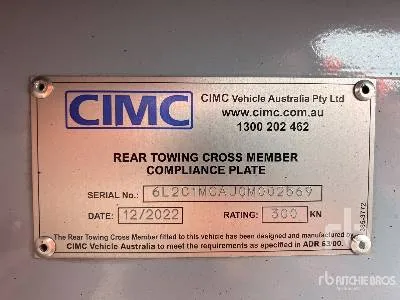 CIMC
CIMC Vehicle Australia Pty Ltd
www.cimc.com.au
1300 202 462
REAR TOWING CROSS MEMBER
COMPLIANCE PLATE
SERIAL No.: 6L2C1MCAJCM002569
DATE: 12/2022 RATING: 300 KN
The Rear Towing Cross Member fitted to this vehicle has been designed and manufactured by
CIMC Vehicle Australia to meet the requirements as specified in ADR 63/00.
rb RITCHIE BROS.